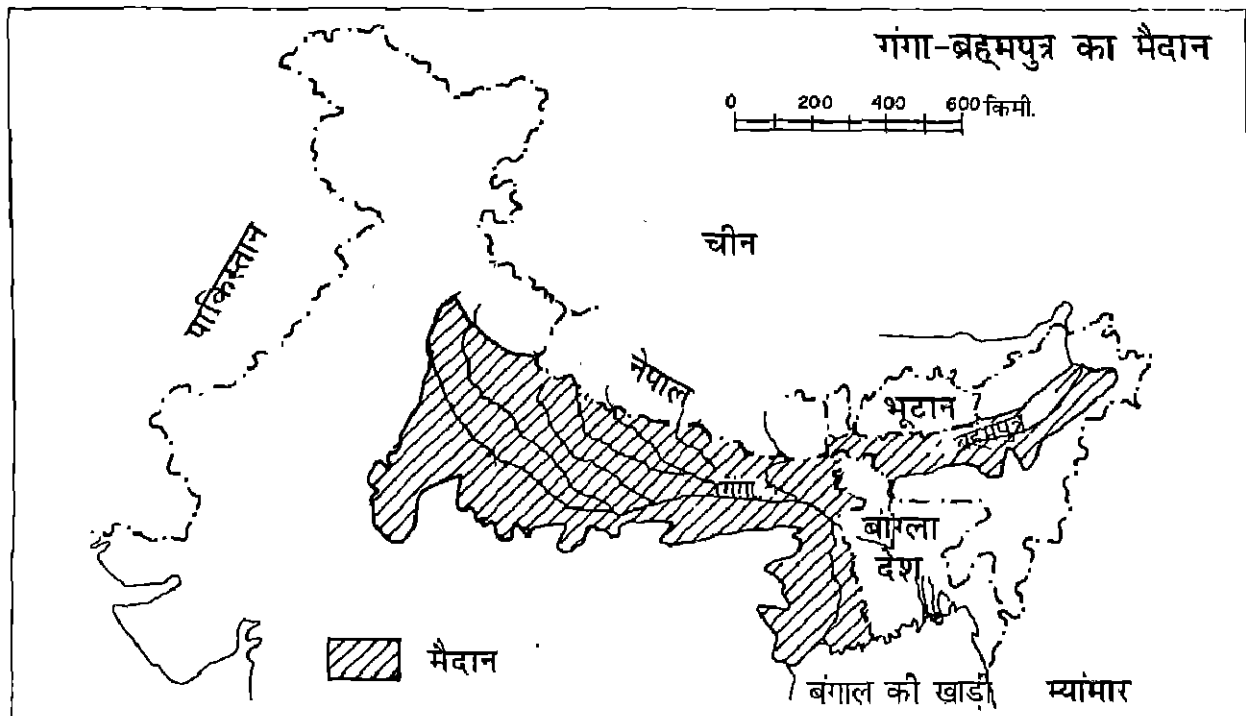 गंगा-ब्रह्मपुत्र का मैदान
0 200 400 600 किमी.
पाकिस्तान
चीन
नेपाल
भूटान
ब्रह्मपुत्र
गंगा
बांग्ला
देश
मैदान
बंगाल की खाड़ी
म्यांमार